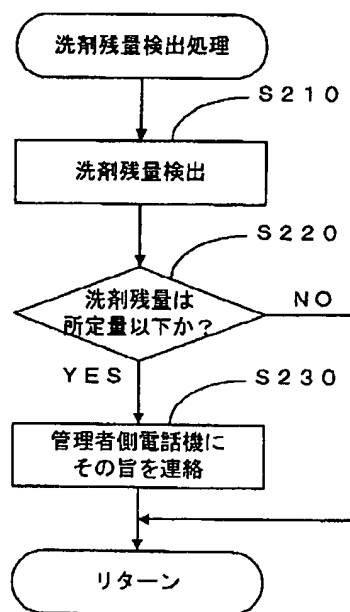 洗剤残量検出処理
S210
洗剤残量検出
S220
洗剤残量は
所定量以下か?
NO
YES
S230
管理者側電話機に
その旨を連絡
リターン